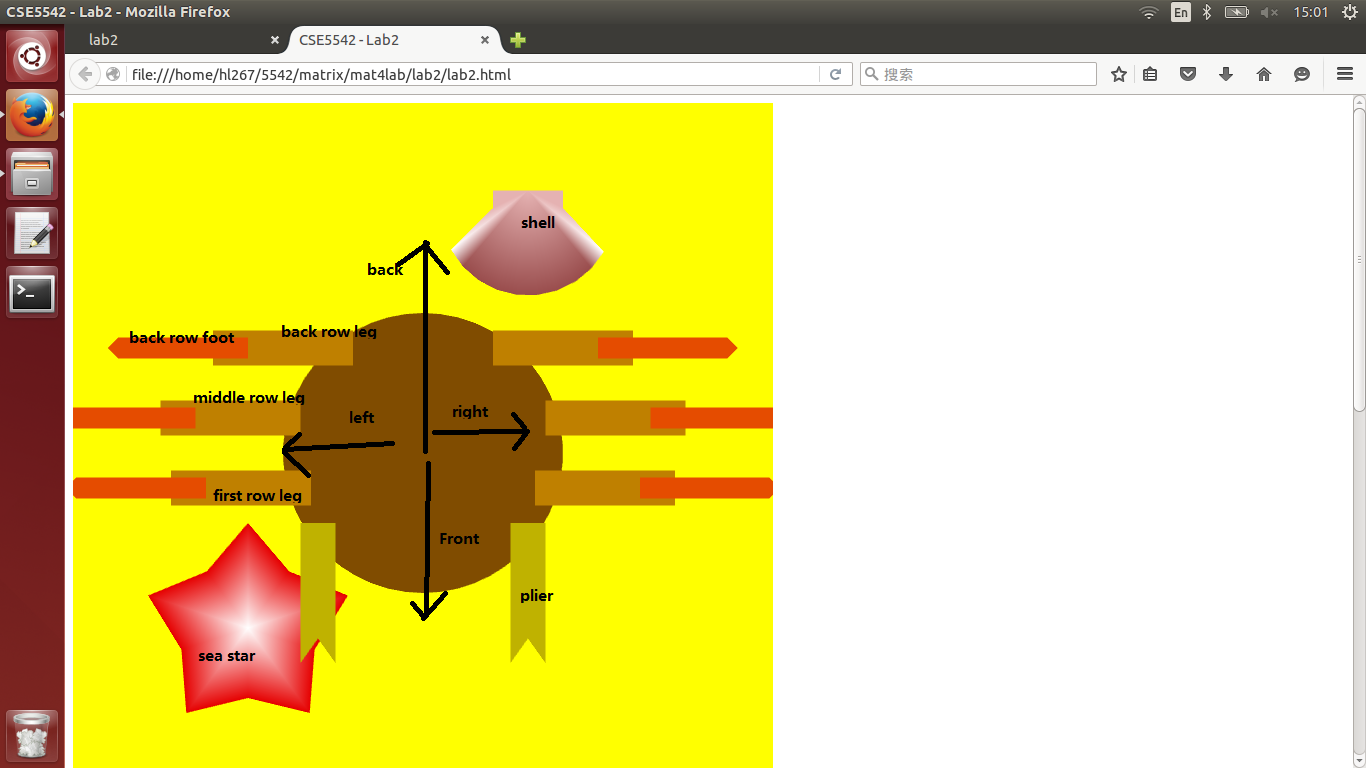 CSE5542 - Lab2 - Mozilla Firefox
En
15:01
lab2
CSE5542 - Lab2
file:///home/hl267/5542/matrix/mat4lab/lab2/lab2.html
搜索
shell
back
back row foot
back row leg
middle row leg
left
right
first row leg
Front
plier
sea star